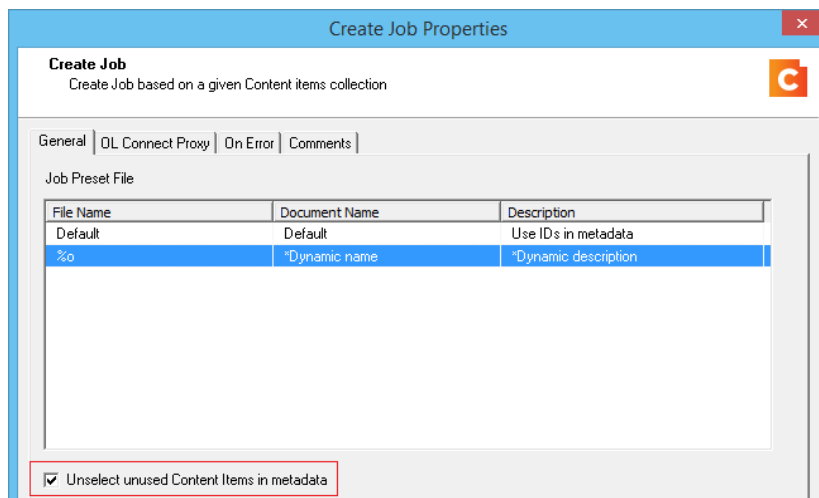 Create Job Properties
Create Job
Create Job based on a given Content items collection
C
General OL Connect Proxy On Error Comments
Job Preset File
File Name Document Name Description
Default Default Use IDs in metadata
%o *Dynamic name *Dynamic description
Unselect unused Content Items in metadata